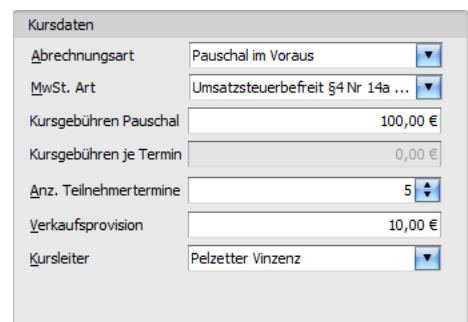 Kursdaten
Abrechnungsart Pauschal im Voraus
MwSt. Art Umsatzsteuerbefreit §4 Nr 14a ...
Kursgebühren Pauschal 100,00 €
Kursgebühren je Termin 0,00 €
Anz. Teilnehmertermine 5
Verkaufsprovision 10,00 €
Kursleiter Pelzetter Vinzenz